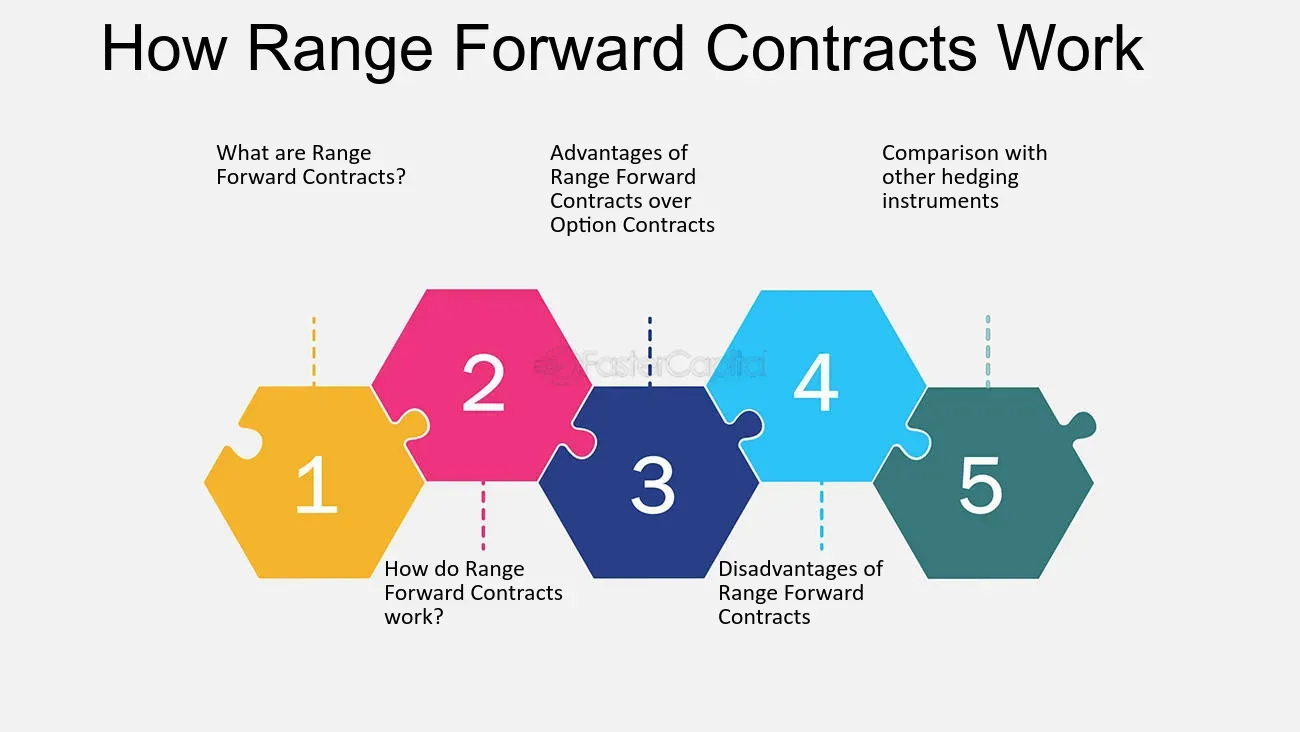 How Range Forward Contracts Work
What are Range
Forward Contracts?
Advantages of
Range Forward
Contracts over
Option Contracts
Comparison with
other hedging
instruments
1
2
3
4
5
FasterCapital
How do Range
Forward Contracts
work?
Disadvantages of
Range Forward
Contracts